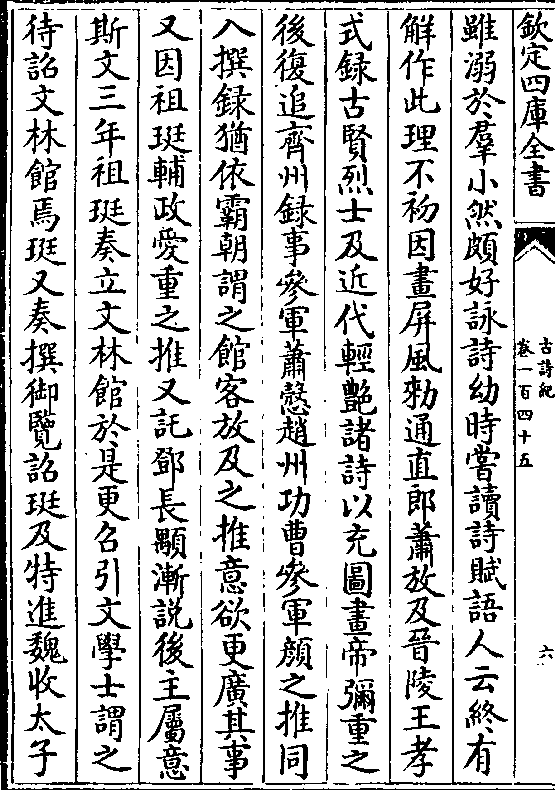 欽定四庫全書
古詩紀
卷一百四十五
六
雖溺於羣小然頗好詠詩幼時嘗讀詩賦語人云終有
解作此理不初因畫屏風勑通直郎蕭放及晉陵王孝
式録古賢烈士及近代輕艷諸詩以充圖畫帝彌重之
後復追齊州録事參軍蕭慤趙州功曹參軍顔之推同
入撰録猶依霸朝謂之館客放及之推意欲更廣其事
又因祖珽輔政愛重之推又託鄧長顒漸説後主屬意
斯文三年祖珽奏立文林館於是更召引文學士謂之
待詔文林館焉珽又奏撰御覽詔珽及特進魏收太子